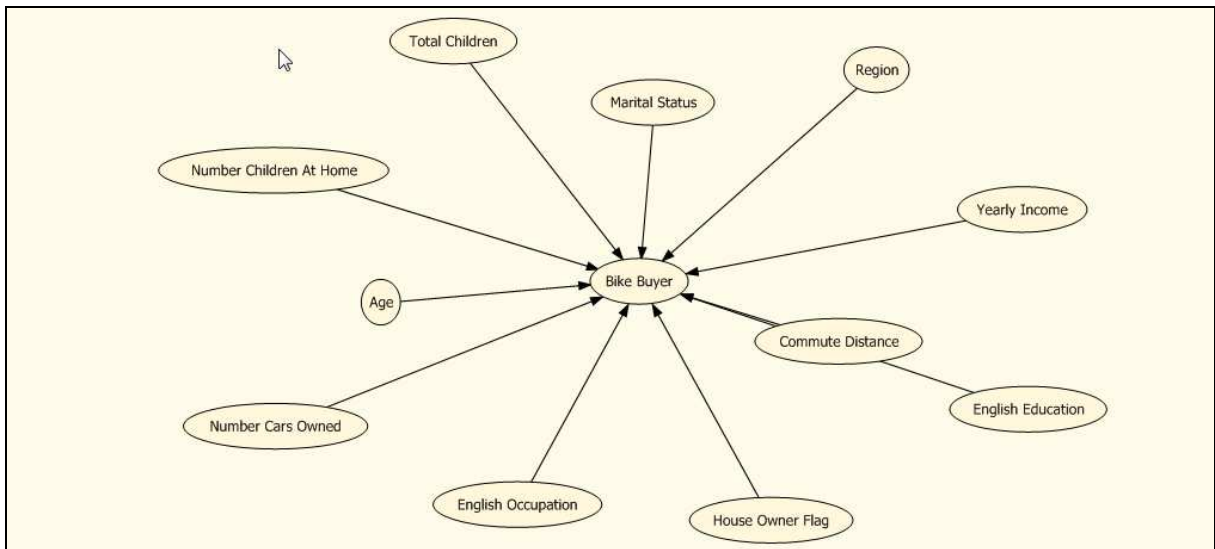 Total Children
Region
Marital Status
Number Children At Home
Yearly Income
Bike Buyer
Age
Commute Distance
English Education
Number Cars Owned
English Occupation
House Owner Flag